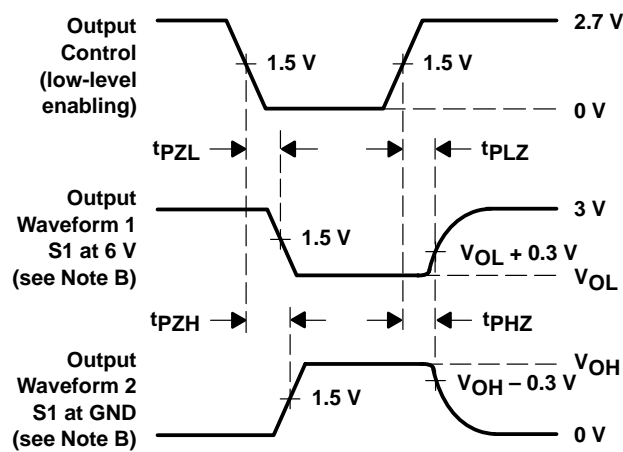 Output
Control
(low-level
enabling)
2.7 V
1.5 V
1.5 V
0 V
tPZL
tPLZ
Output
Waveform 1
S1 at 6 V
(see Note B)
3 V
1.5 V
VOL + 0.3 V
VOL
tPZH
tPHZ
Output
Waveform 2
S1 at GND
(see Note B)
VOH
VOH – 0.3 V
1.5 V
0 V